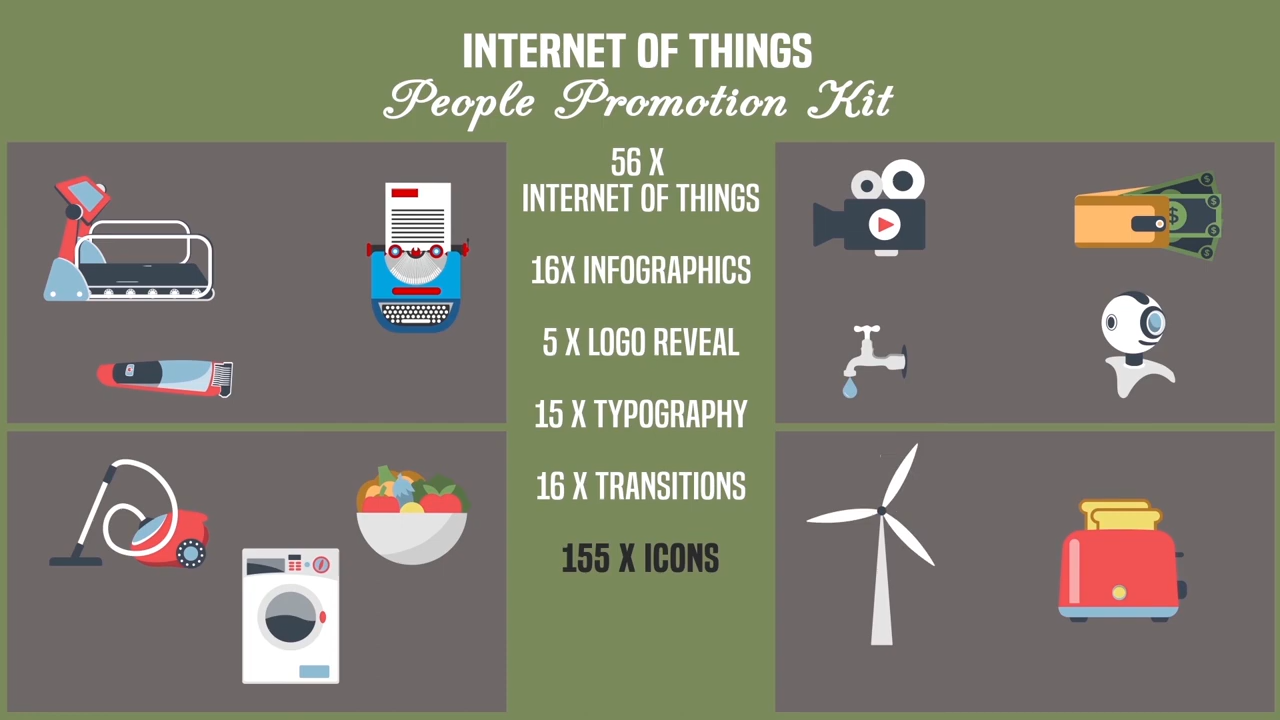 INTERNET OF THINGS
People Promotion Kit
56 X
INTERNET OF THINGS
16X INFOGRAPHICS
5 X LOGO REVEAL
15 X TYPOGRAPHY
16 X TRANSITIONS
155 X ICONS